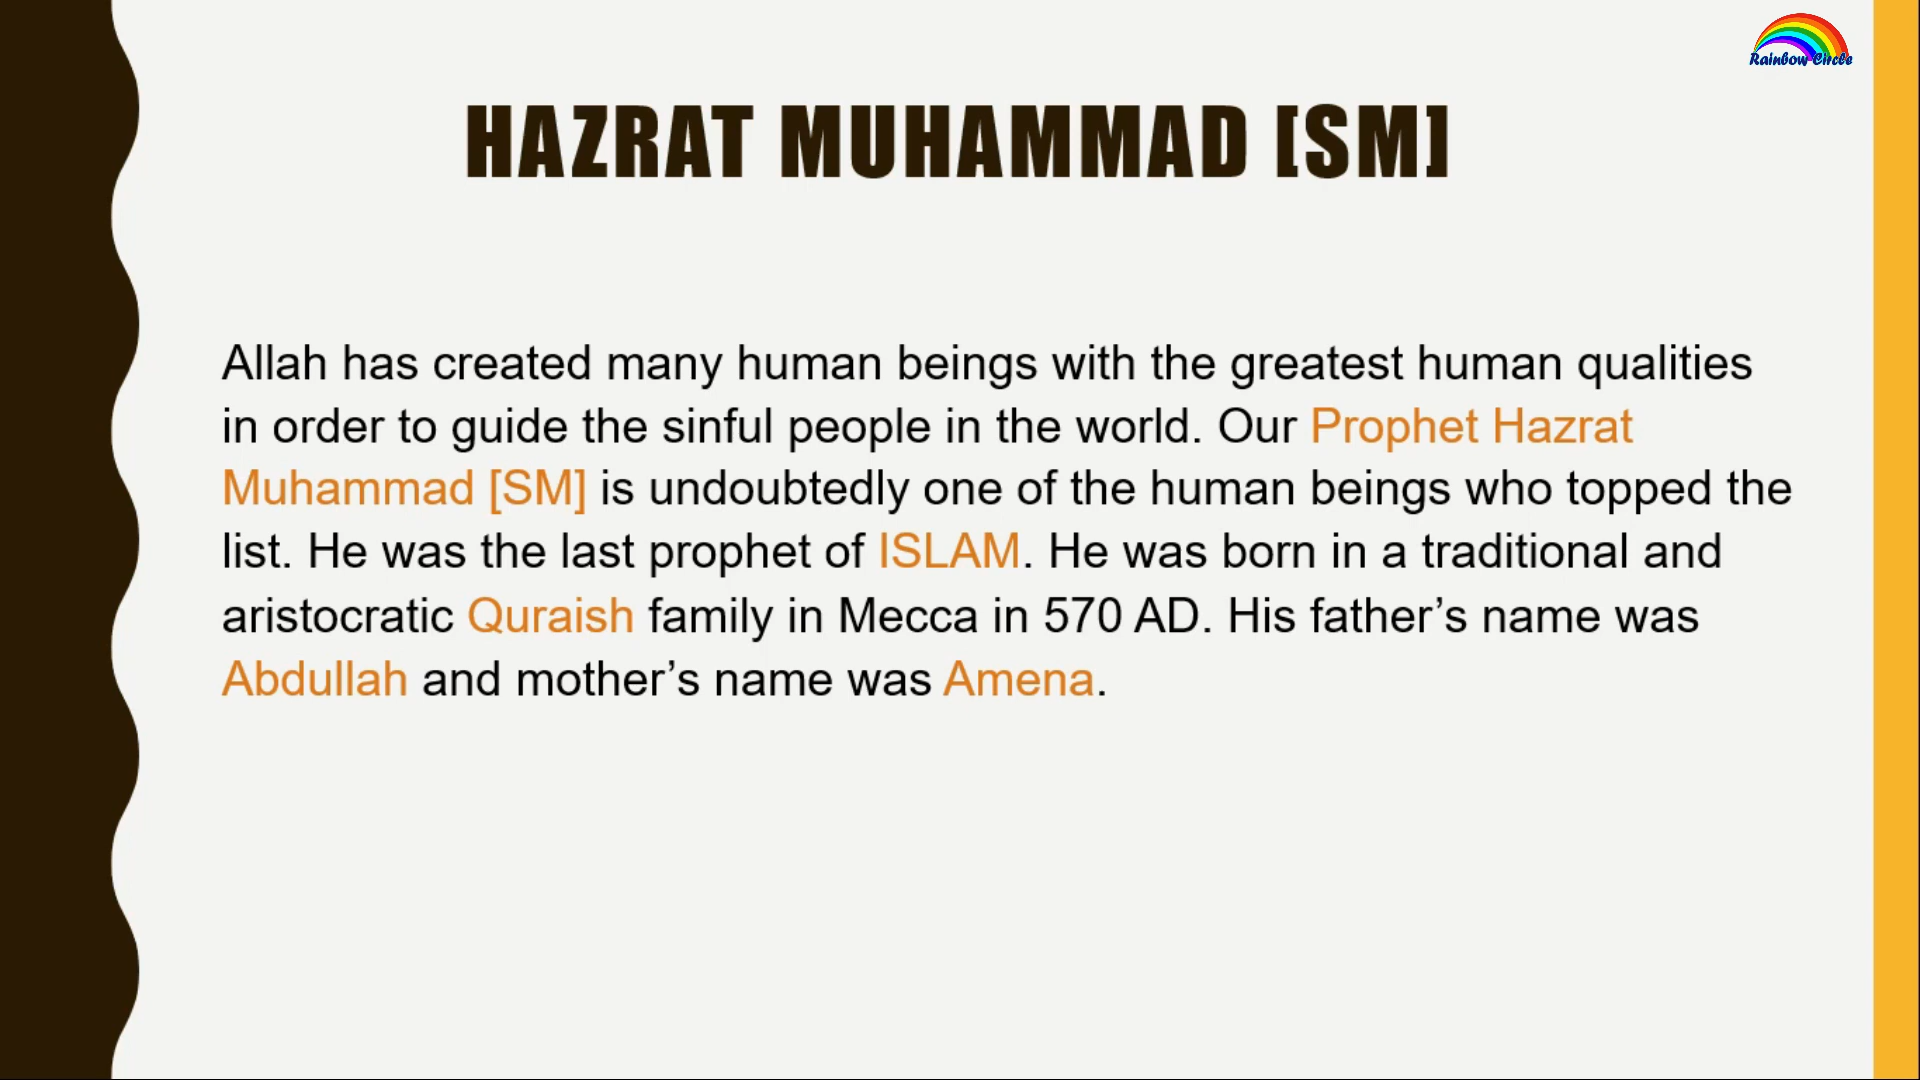 Rainbow Circle
HAZRAT MUHAMMAD [SM]
Allah has created many human beings with the greatest human qualities
in order to guide the sinful people in the world. Our Prophet Hazrat
Muhammad [SM] is undoubtedly one of the human beings who topped the
list. He was the last prophet of ISLAM. He was born in a traditional and
aristocratic Quraish family in Mecca in 570 AD. His father’s name was
Abdullah and mother’s name was Amena.